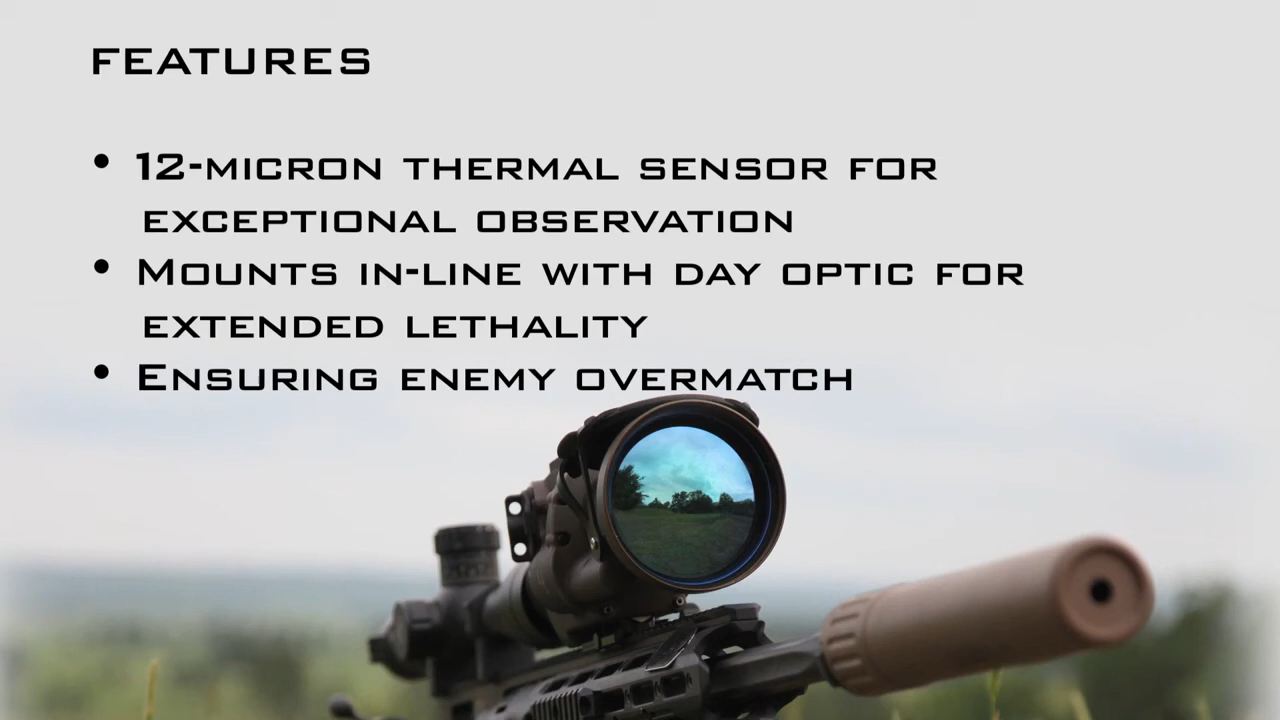 FEATURES
• 12-MICRON THERMAL SENSOR FOR
EXCEPTIONAL OBSERVATION
• MOUNTS IN-LINE WITH DAY OPTIC FOR
EXTENDED LETHALITY
• ENSURING ENEMY OVERMATCH